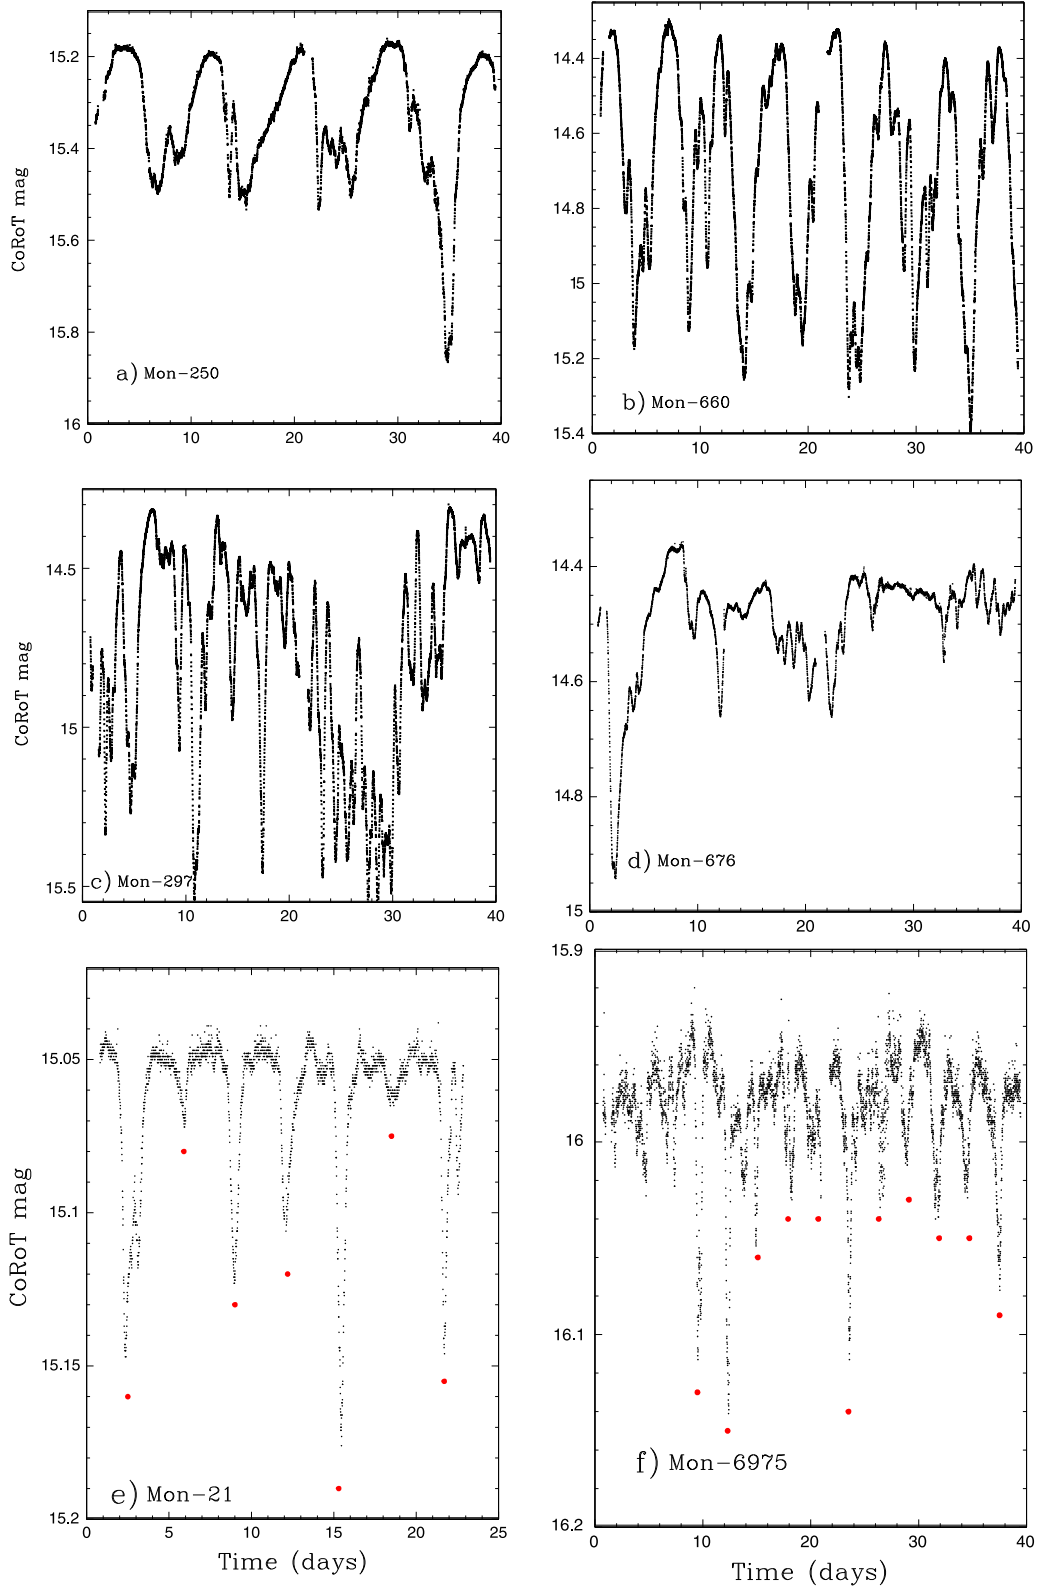 15.2
15.4
15.6
15.8
16
CoRoT mag
a) Mon-250
0 10 20 30 40
14.4
14.6
14.8
15
15.2
15.4
b) Mon-660
0 10 20 30 40
14.5
15
15.5
CoRoT mag
c) Mon-297
0 10 20 30 40
14.4
14.6
14.8
15
d) Mon-676
0 10 20 30 40
15.05
15.1
15.15
15.2
CoRoT mag
e) Mon-21
0 5 10 15 20 25
Time (days)
15.9
16
16.1
16.2
f) Mon-6975
0 10 20 30 40
Time (days)